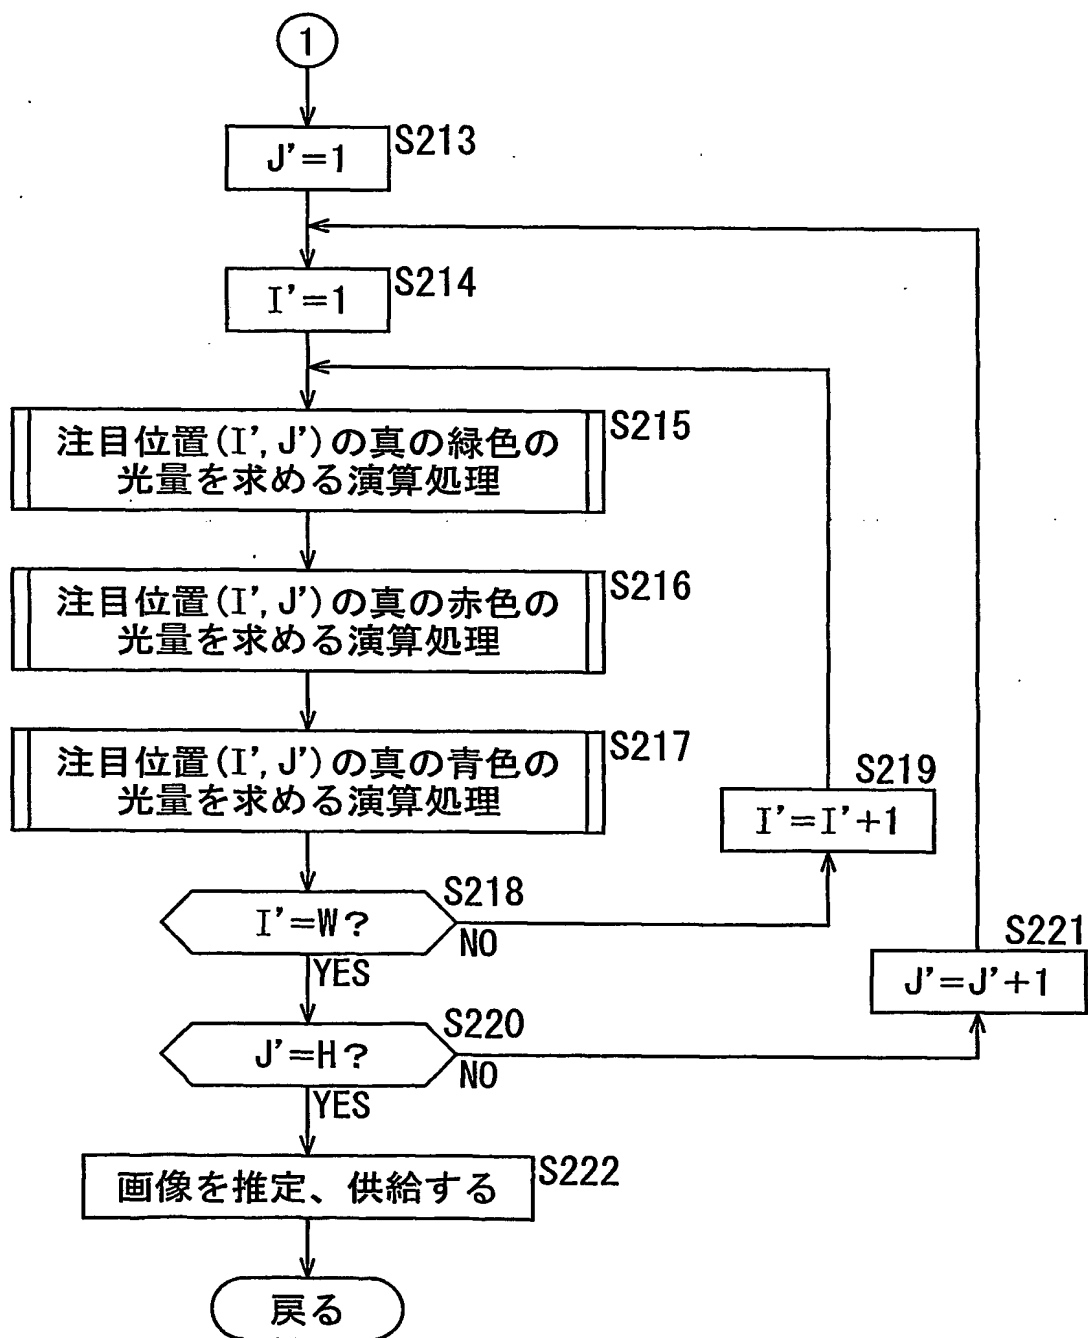 1
J'=1
S213
I'=1
S214
注目位置(I', J')の真の緑色の
光量を求める演算処理
S215
注目位置(I', J')の真の赤色の
光量を求める演算処理
S216
注目位置(I', J')の真の青色の
光量を求める演算処理
S217
I'=W?
S218
NO
YES
S219
I'=I'+1
J'=H?
S220
NO
YES
S221
J'=J'+1
画像を推定、供給する
S222
戻る